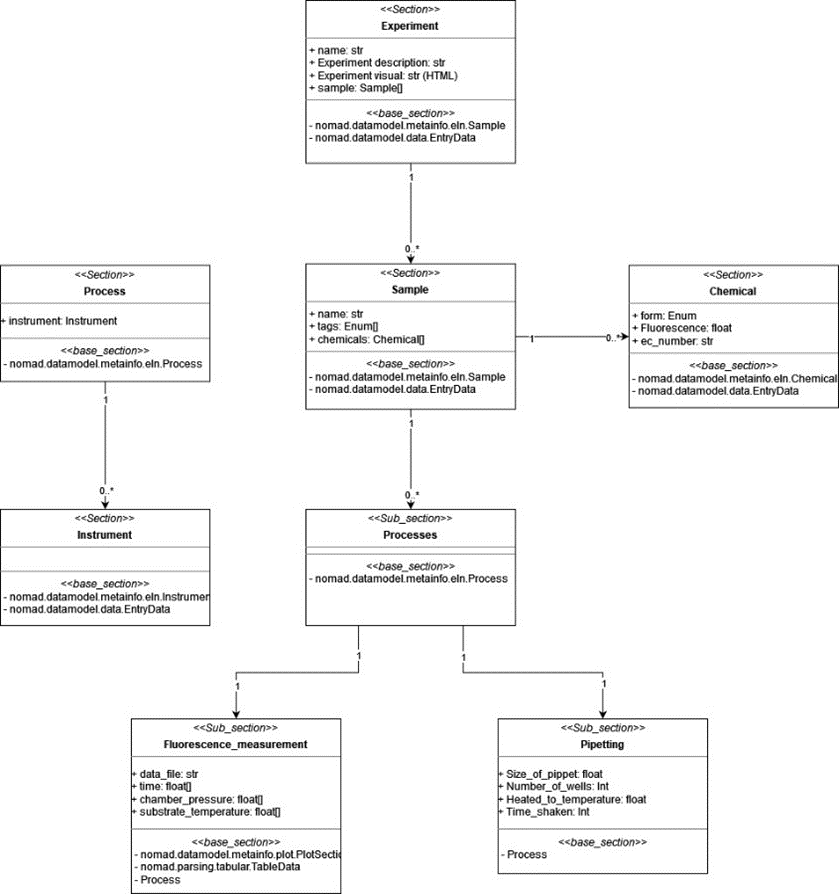 <<Section>>
Experiment
+ name: str
+ Experiment description: str
+ Experiment visual: str (HTML)
+ sample: Sample[]
<<base_section>>
- nomad.datamodel.metainfo.eln.Sample
- nomad.datamodel.data.EntryData
1
0..*
<<Section>>
Process
+ instrument: Instrument
<<base_section>>
- nomad.datamodel.metainfo.eln.Process
<<Section>>
Sample
+ name: str
+ tags: Enum[]
+ chemicals: Chemical[]
<<base_section>>
- nomad.datamodel.metainfo.eln.Sample
- nomad.datamodel.data.EntryData
1
0..*
<<Section>>
Chemical
+ form: Enum
+ Fluorescence: float
+ ec_number: str
<<base_section>>
- nomad.datamodel.metainfo.eln.Chemical
- nomad.datamodel.data.EntryData
1
0..*
1
0..*
<<Section>>
Instrument
<<base_section>>
- nomad.datamodel.metainfo.eln.Instrumen
- nomad.datamodel.data.EntryData
<<Sub_section>>
Processes
<<base_section>>
- nomad.datamodel.metainfo.eln.Process
1
1
1
1
<<Sub_section>>
Fluorescence_measurement
+ data_file: str
+ time: float[]
+ chamber_pressure: float[]
+ substrate_temperature: float[]
<<base_section>>
- nomad.datamodel.metainfo.plot.PlotSectio
- nomad.parsing.tabular.TableData
- Process
<<Sub_section>>
Pipetting
+ Size_of_pippet: float
+ Number_of_wells: Int
+ Heated_to_temperature: float
+ Time_shaken: Int
<<base_section>>
- Process